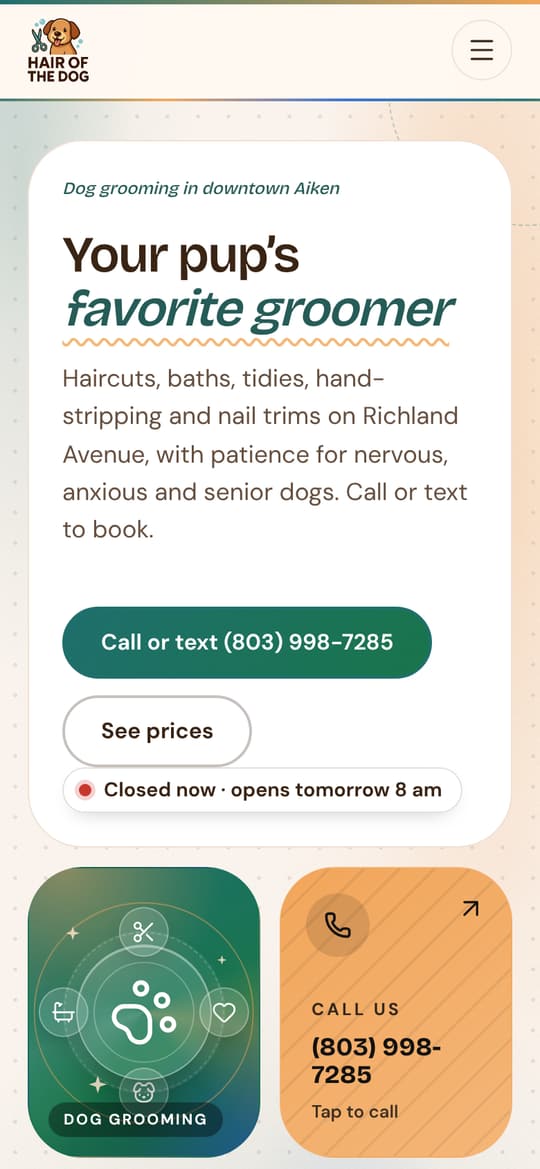 HAIR OF
THE DOG
Dog grooming in downtown Aiken
Your pup's
favorite groomer
Haircuts, baths, tidies, hand-
stripping and nail trims on Richland
Avenue, with patience for nervous,
anxious and senior dogs. Call or text
to book.
Call or text (803) 998-7285
See prices
Closed now · opens tomorrow 8 am
DOG GROOMING
CALL US
(803) 998-
7285
Tap to call